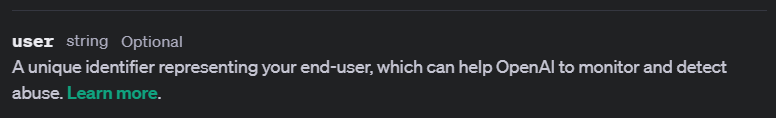 user string Optional
A unique identifier representing your end-user, which can help OpenAI to monitor and detect
abuse. Learn more.